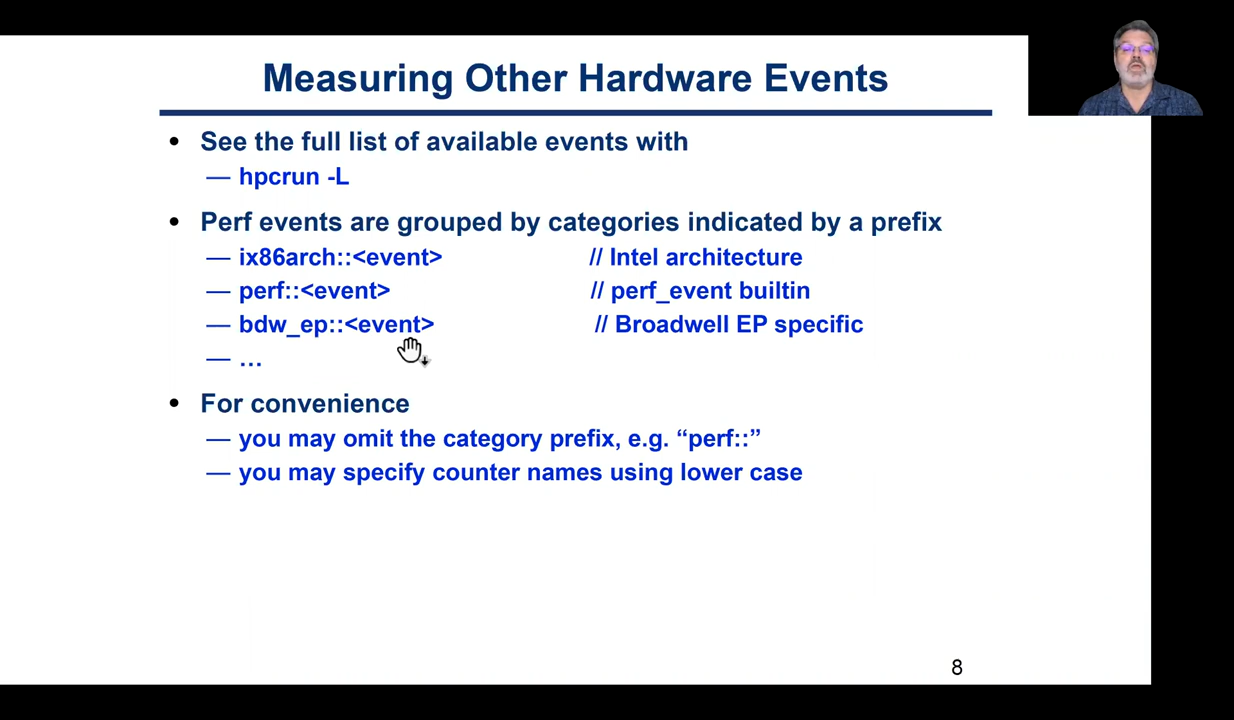 Measuring Other Hardware Events
• See the full list of available events with
— hpcrun -L
• Perf events are grouped by categories indicated by a prefix
— ix86arch::<event> // Intel architecture
— perf::<event> // perf_event builtin
— bdw_ep::<event> // Broadwell EP specific
— …
• For convenience
— you may omit the category prefix, e.g. “perf::”
— you may specify counter names using lower case
8